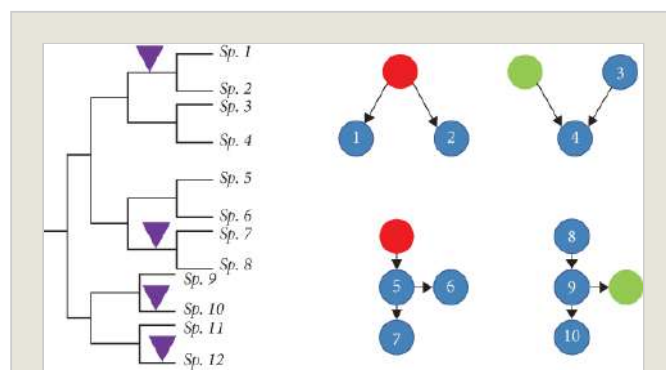 Sp. 1
Sp. 2
Sp. 3
Sp. 4
Sp. 5
Sp. 6
Sp. 7
Sp. 8
Sp. 9
Sp. 10
Sp. 11
Sp. 12
3
1
2
4
8
5
6
9
7
10